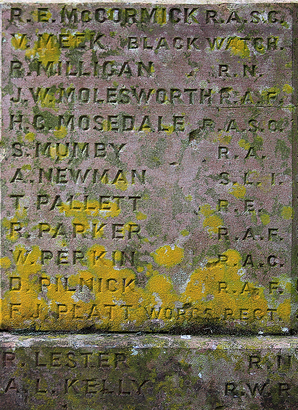 R. E. McCORMICK R.A.S.C.
V. MEEK BLACK WATCH.
R. MILLIGAN R.N.
J.W. MOLESWORTH R.A.F.
H.G. MOSEDALE R.A.S.C.
S. MUMBY R.A.
A. NEWMAN S.L.I.
T. PALLETT R.E.
R. PARKER R.A.F.
W. PERKIN R.A.C.
D. PILNICK R.A.F.
F. J. PLATT WORCS. REGT.
R. LESTER R.N
A. L. KELLY R.W.R